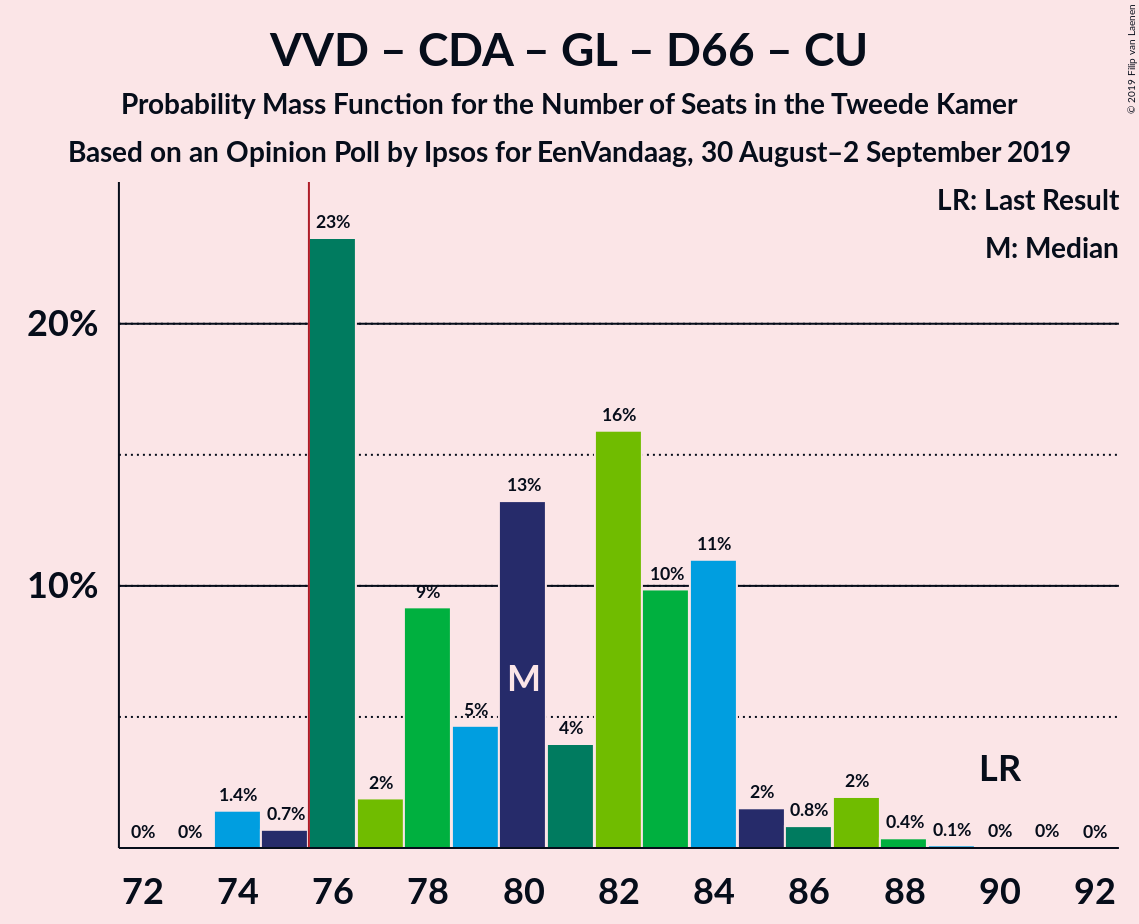 VVD – CDA – GL – D66 – CU
Probability Mass Function for the Number of Seats in the Tweede Kamer
Based on an Opinion Poll by Ipsos for EenVandaag, 30 August–2 September 2019
© 2019 Filip van Laenen
LR: Last Result
M: Median
20%
10%
0%
0%
1.4%
0.7%
23%
2%
9%
5%
13%
4%
16%
10%
11%
2%
0.8%
2%
0.4%
0.1%
0%
0%
0%
M
LR
72 74 76 78 80 82 84 86 88 90 92